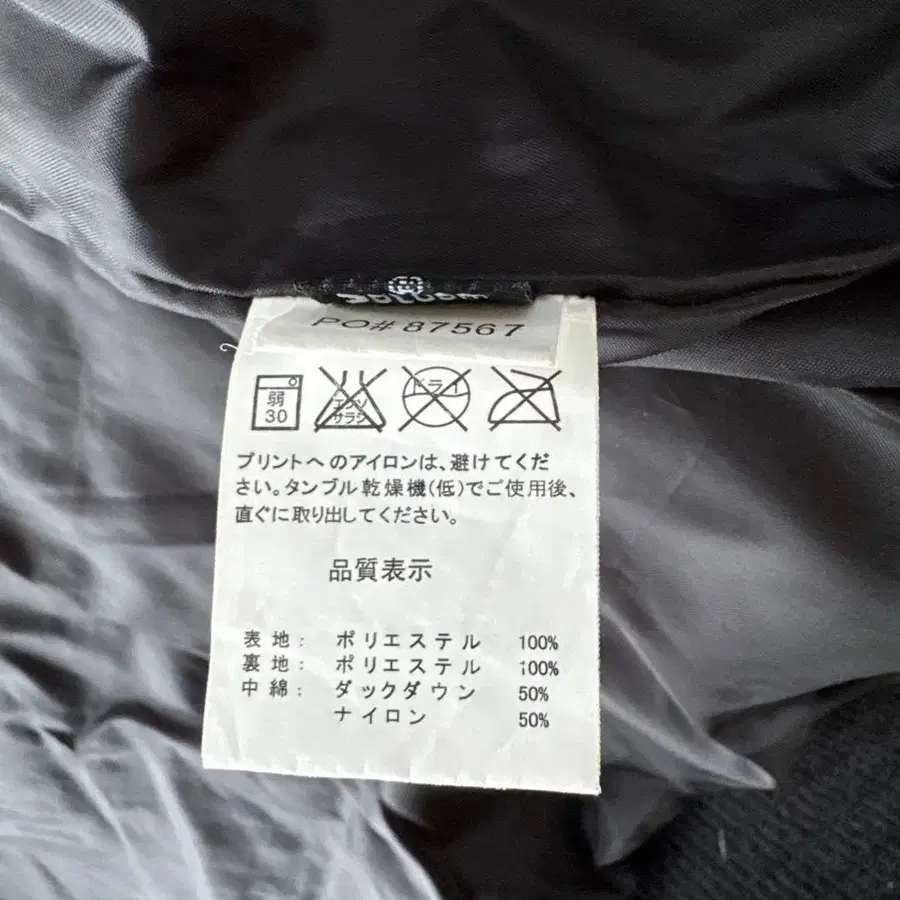 PO# 87567
弱
30
エンソ
サラシ
ドライ
プリントへのアイロンは、避けてくだ
さい。タンブル乾燥機(低)でご使用後、
直ぐに取り出してください。
品質表示
表地: ポリエステル 100%
裏地: ポリエステル 100%
中綿: ダックダウン 50%
ナイロン 50%